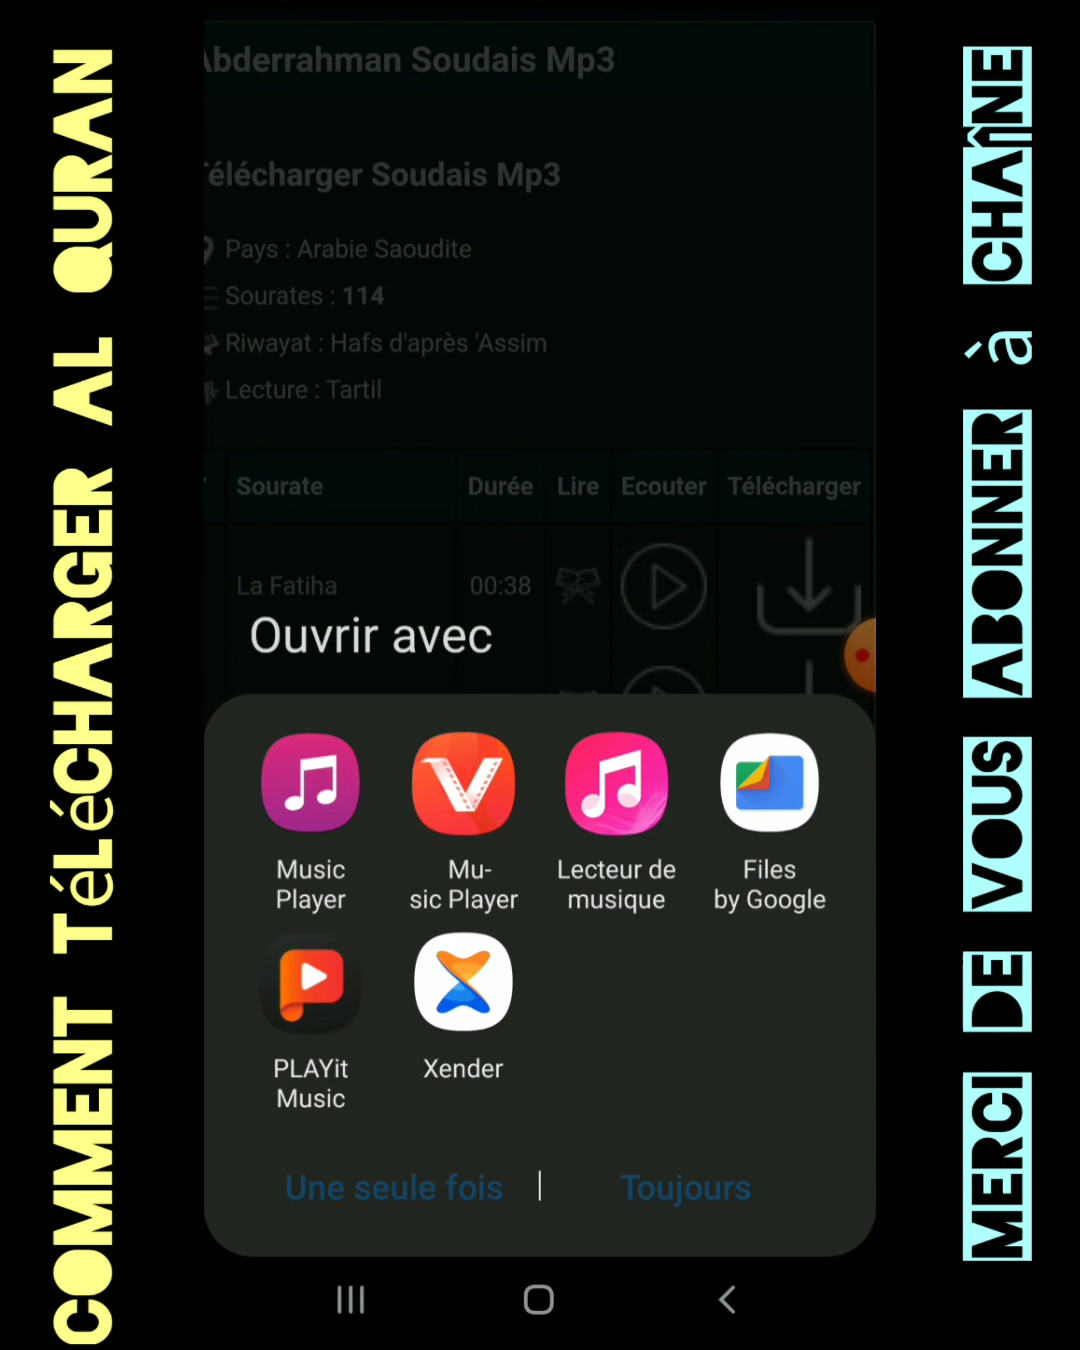 COMMENT TéLéCHARGER AL QURAN
Abderrahman Soudais Mp3
Télécharger Soudais Mp3
Pays : Arabie Saoudite
Sourates : 114
Riwayat : Hafs d'après 'Assim
Lecture : Tartil
Sourate Durée Lire Ecouter Télécharger
La Fatiha 00:38
Ouvrir avec
Music
Player
Mu-
sic Player
Lecteur de
musique
Files
by Google
PLAYit
Music
Xender
Une seule fois | Toujours
MERCI DE VOUS ABONNER à CHAÎNE